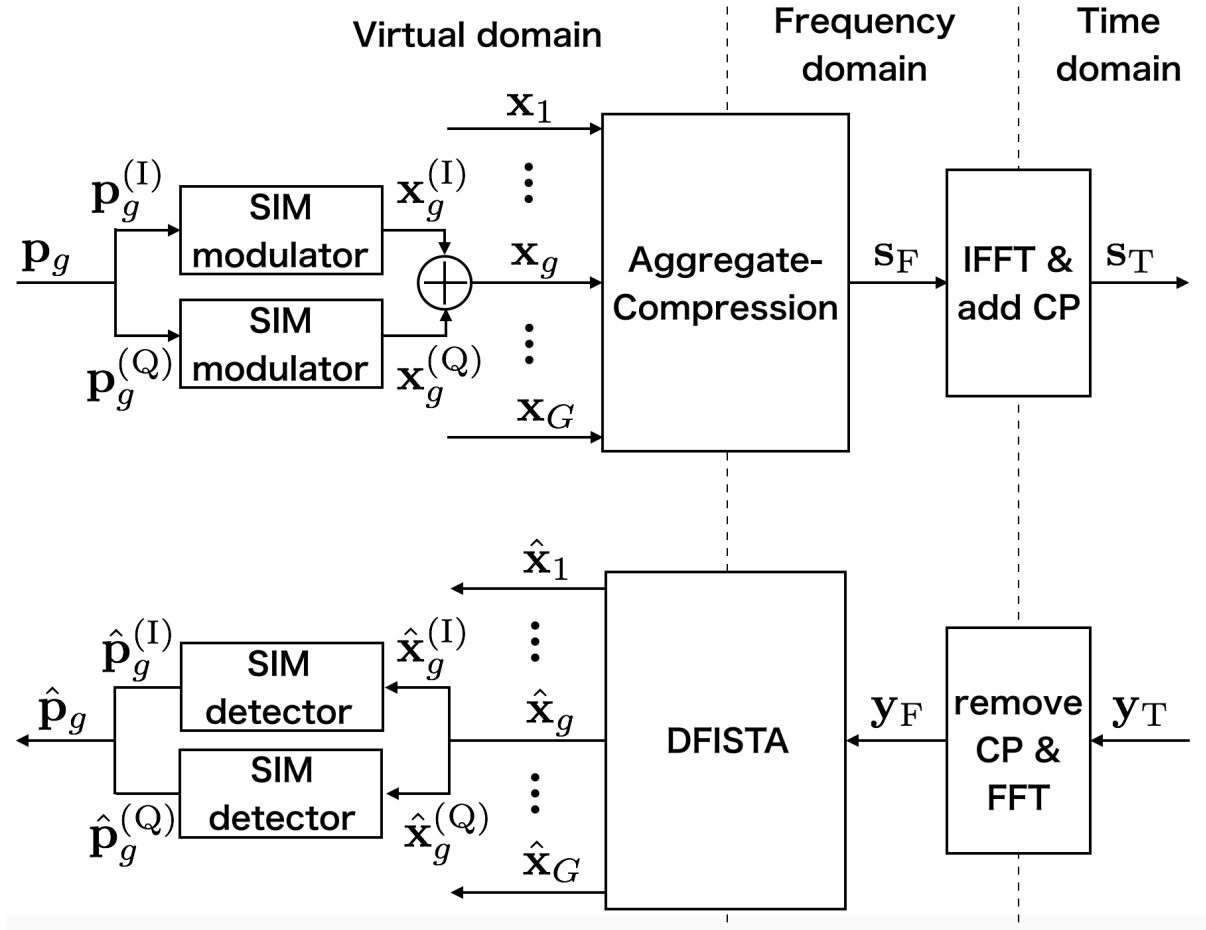 Virtual domain
Frequency
domain
Time
domain
x_1
⋮
p_g
p_g^(I)
SIM
modulator
x_g^(I)
p_g^(Q)
SIM
modulator
x_g^(Q)
x_g
⋮
x_G
Aggregate-
Compression
s_F
IFFT &
add CP
s_T
x̂_1
⋮
p̂_g
p̂_g^(I)
SIM
detector
x̂_g^(I)
p̂_g^(Q)
SIM
detector
x̂_g^(Q)
x̂_g
⋮
x̂_G
DFISTA
y_F
remove
CP &
FFT
y_T